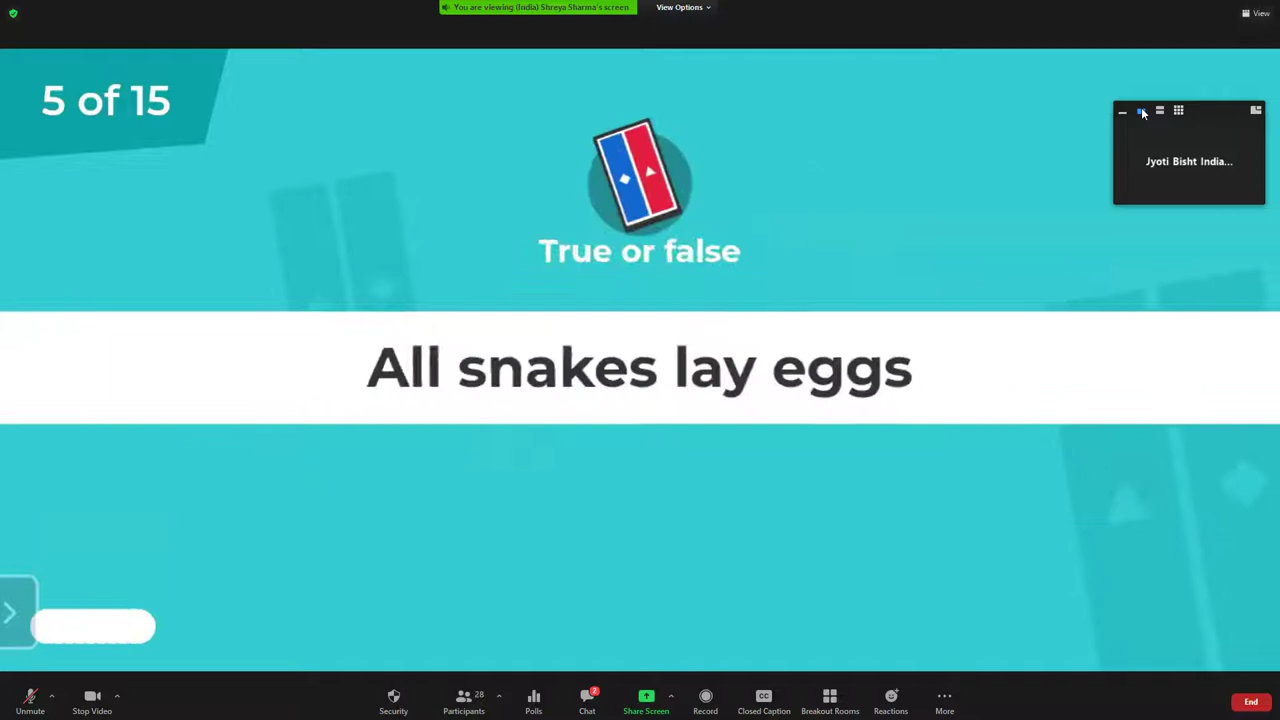 You are viewing (India) Shreya Sharma's screen
View Options
View
5 of 15
Jyoti Bisht India...
True or false
All snakes lay eggs
Unmute
Stop Video
Security
28
Participants
Polls
2
Chat
Share Screen
Record
CC
Closed Caption
Breakout Rooms
Reactions
More
End